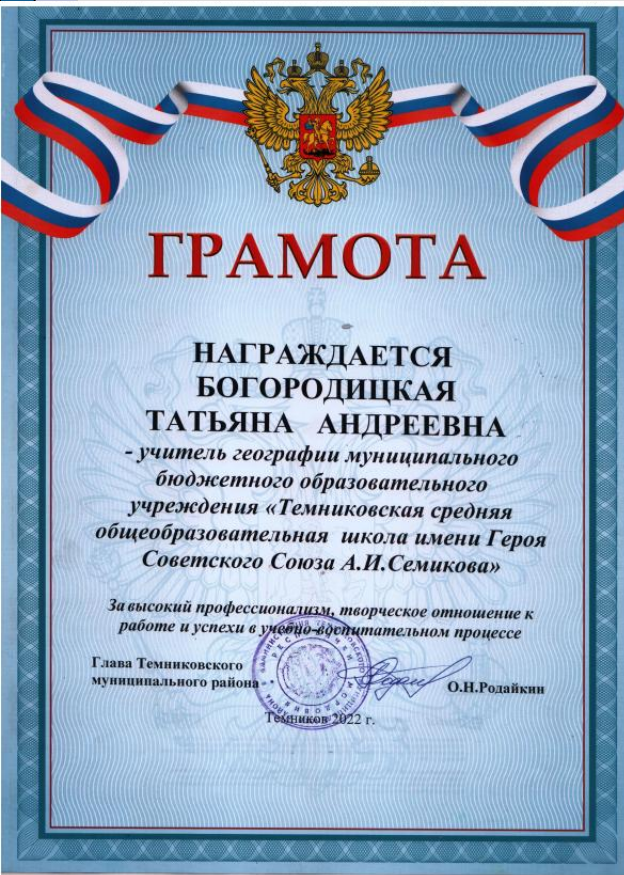 ГРАМОТА
НАГРАЖДАЕТСЯ
БОГОРОДИЦКАЯ
ТАТЬЯНА АНДРЕЕВНА
- учитель географии муниципального
бюджетного образовательного
учреждения «Темниковская средняя
общеобразовательная школа имени Героя
Советского Союза А.И.Семикова»
За высокий профессионализм, творческое отношение к
работе и успехи в учебно-воспитательном процессе
Глава Темниковского
муниципального района
О.Н.Родайкин
Темников 2022 г.